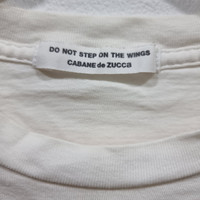 DO NOT STEP ON THE WINGS
CABANE de ZUCCa